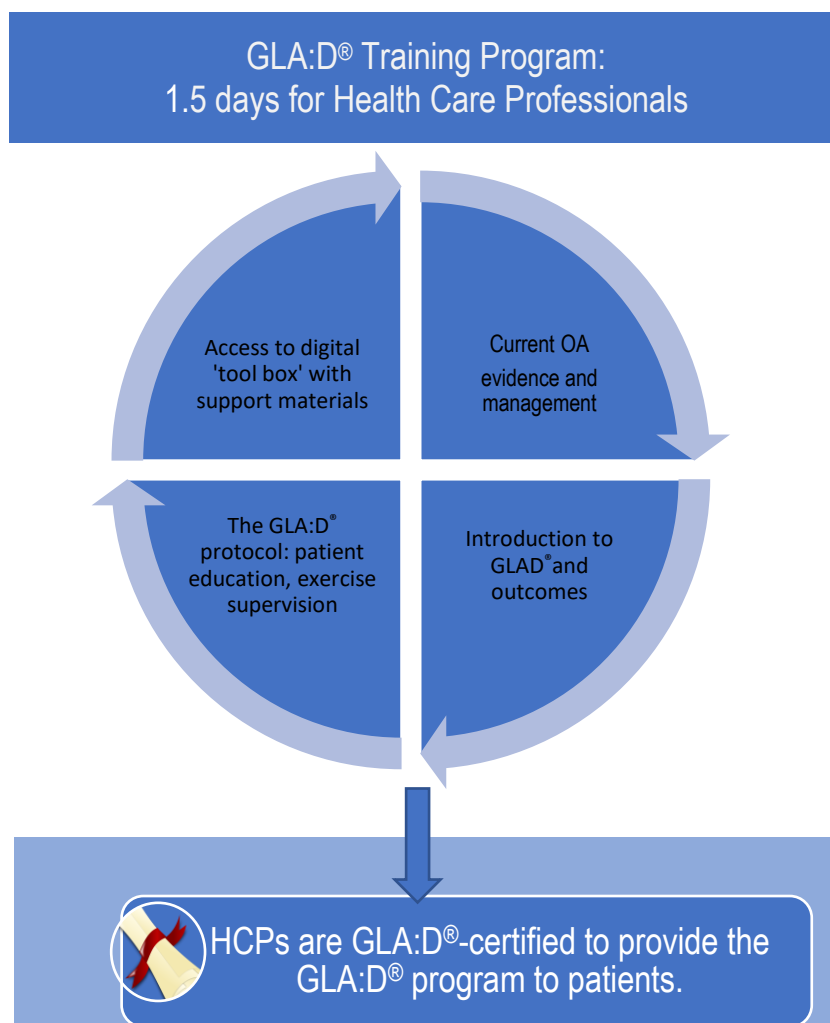 GLA:D® Training Program:
1.5 days for Health Care Professionals
Access to digital
'tool box' with
support materials
Current OA
evidence and
management
The GLA:D®
protocol: patient
education, exercise
supervision
Introduction to
GLAD®and
outcomes
HCPs are GLA:D®-certified to provide the
GLA:D® program to patients.